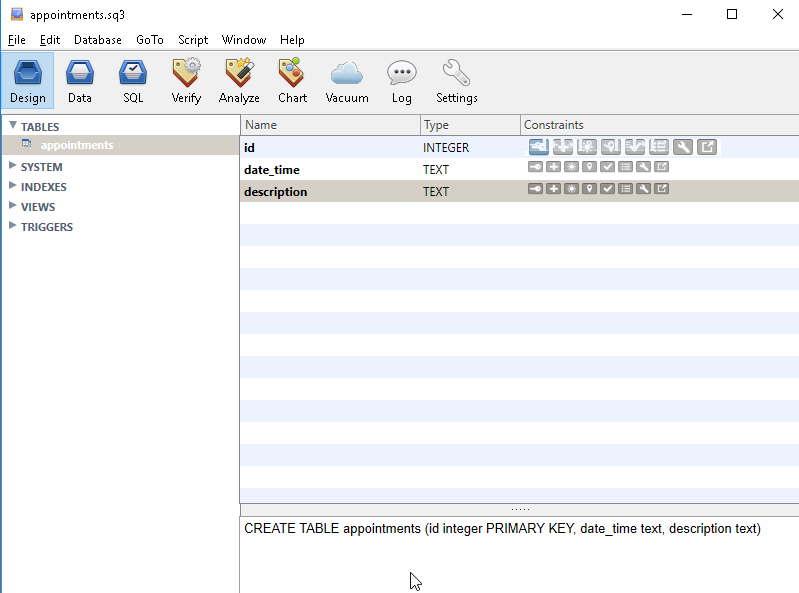 appointments.sq3
File Edit Database GoTo Script Window Help
Design Data SQL Verify Analyze Chart Vacuum Log Settings
TABLES
appointments
SYSTEM
INDEXES
VIEWS
TRIGGERS
Name Type Constraints
id INTEGER
date_time TEXT
description TEXT
CREATE TABLE appointments (id integer PRIMARY KEY, date_time text, description text)